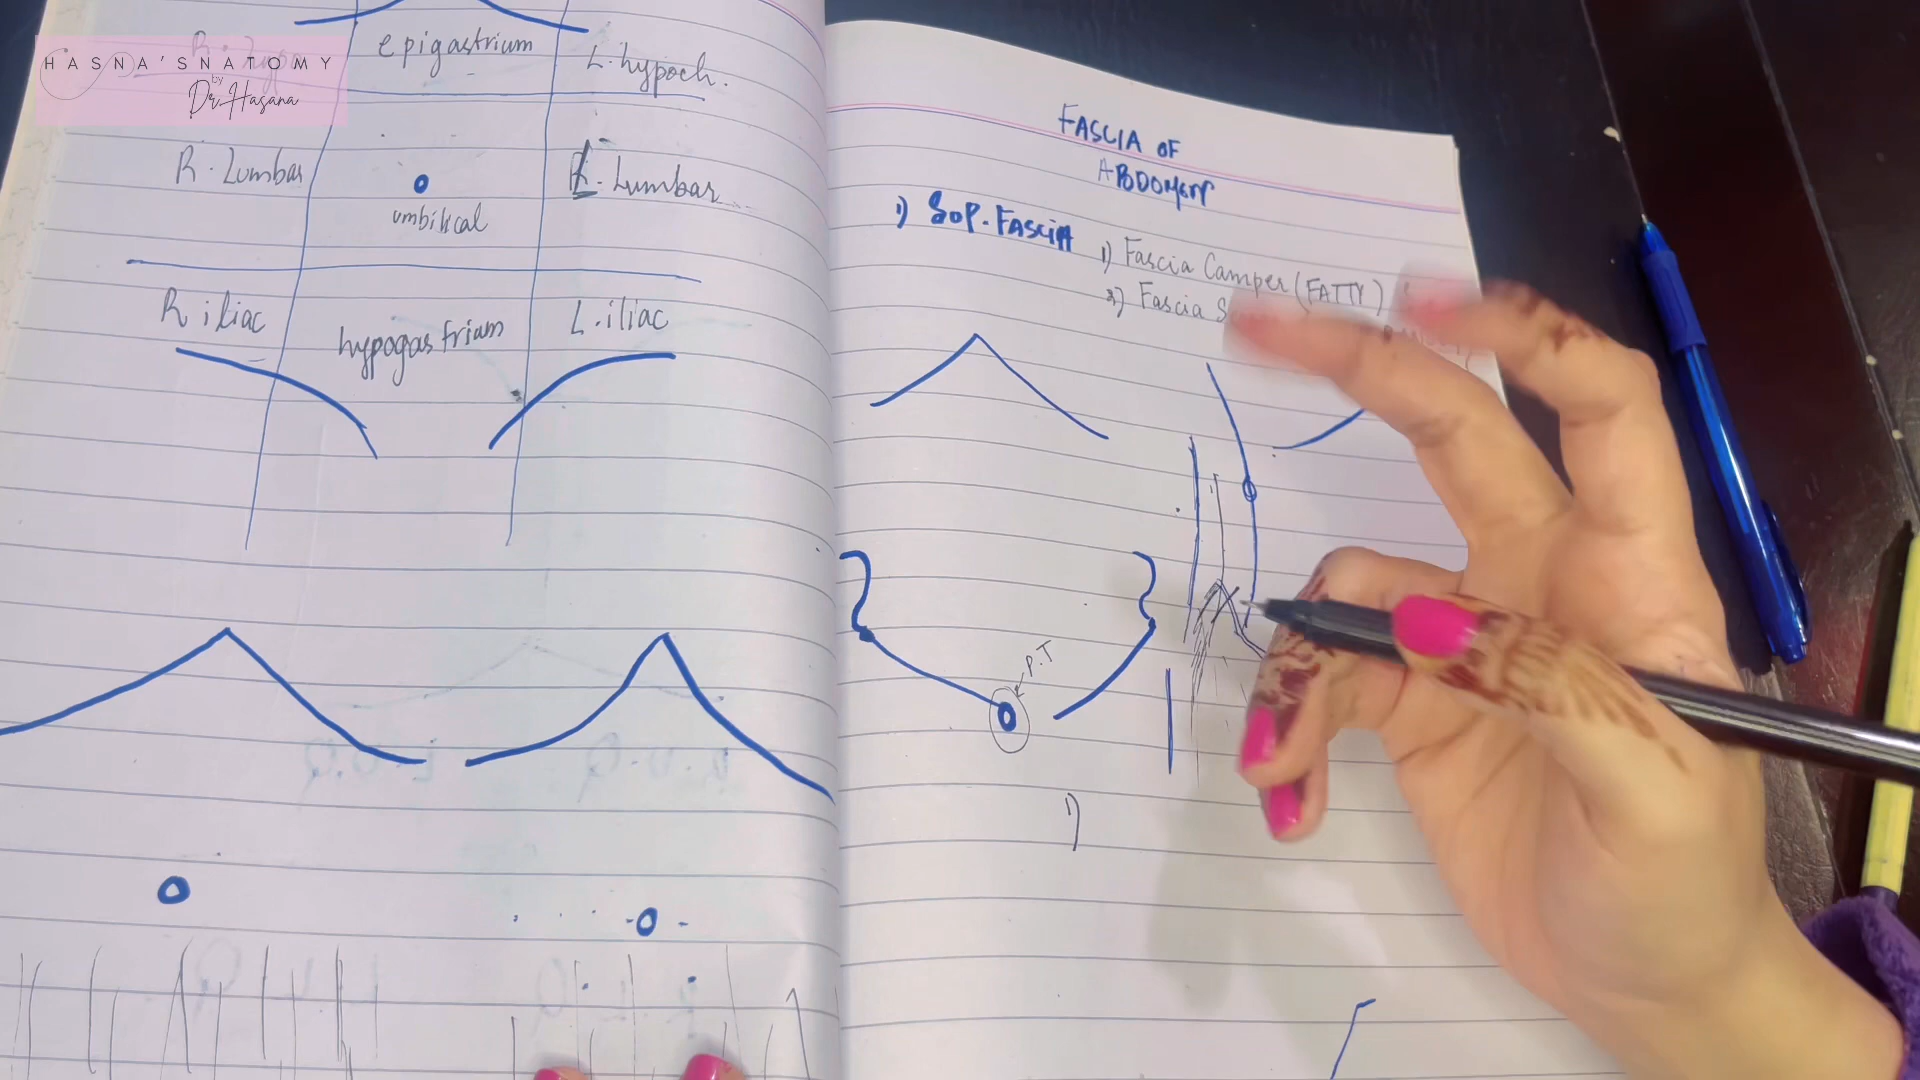 HASNA'SNATOMY
by
Dr.Hasana
epigastrium
L.hypoch.
R.Lumbar
L.Lumbar
umbilical
R iliac
hypogastrium
L.iliac
FASCIA OF
ABDOMEN
1) SUP. FASCIA
1) Fascia Camper (FATTY)
2) Fascia
P.T
1)